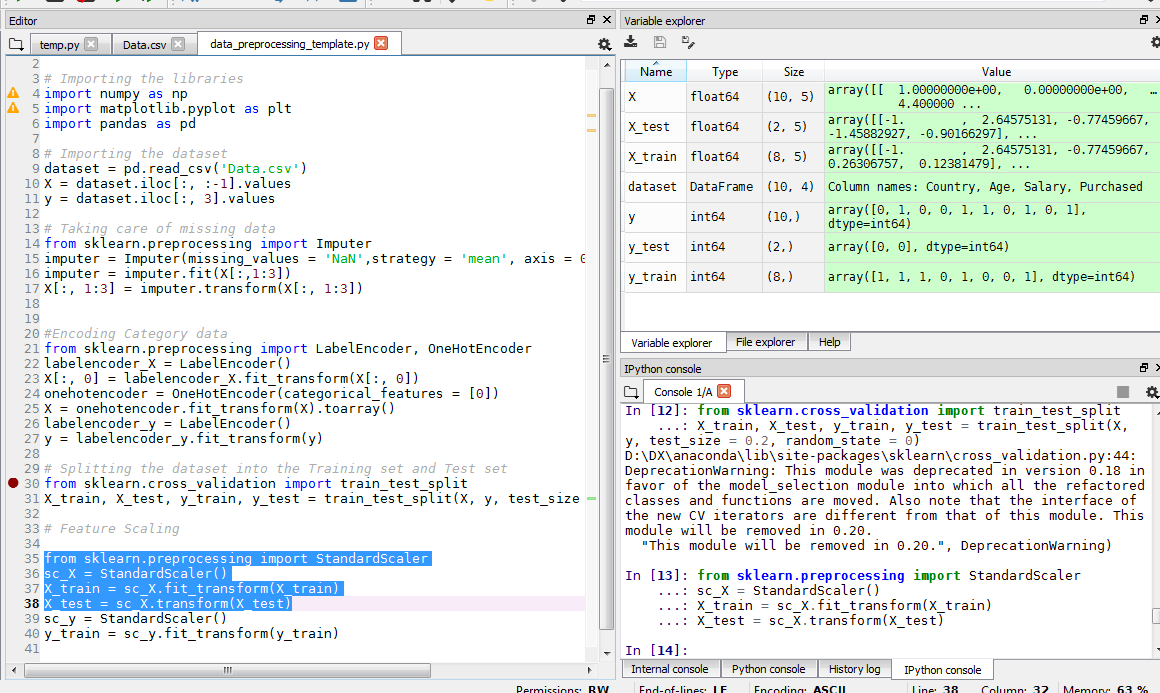 Editor
temp.py
Data.csv
data_preprocessing_template.py
2
3 # Importing the libraries
4 import numpy as np
5 import matplotlib.pyplot as plt
6 import pandas as pd
7
8 # Importing the dataset
9 dataset = pd.read_csv('Data.csv')
10 X = dataset.iloc[:, :-1].values
11 y = dataset.iloc[:, 3].values
12
13 # Taking care of missing data
14 from sklearn.preprocessing import Imputer
15 imputer = Imputer(missing_values = 'NaN',strategy = 'mean', axis = 0
16 imputer = imputer.fit(X[:,1:3])
17 X[:, 1:3] = imputer.transform(X[:, 1:3])
18
19
20 #Encoding Category data
21 from sklearn.preprocessing import LabelEncoder, OneHotEncoder
22 labelencoder_X = LabelEncoder()
23 X[:, 0] = labelencoder_X.fit_transform(X[:, 0])
24 onehotencoder = OneHotEncoder(categorical_features = [0])
25 X = onehotencoder.fit_transform(X).toarray()
26 labelencoder_y = LabelEncoder()
27 y = labelencoder_y.fit_transform(y)
28
29 # Splitting the dataset into the Training set and Test set
30 from sklearn.cross_validation import train_test_split
31 X_train, X_test, y_train, y_test = train_test_split(X, y, test_size
32
33 # Feature Scaling
34
35 from sklearn.preprocessing import StandardScaler
36 sc_X = StandardScaler()
37 X_train = sc_X.fit_transform(X_train)
38 X_test = sc_X.transform(X_test)
39 sc_y = StandardScaler()
40 y_train = sc_y.fit_transform(y_train)
41
Variable explorer
Name Type Size Value
X float64 (10, 5) array([[ 1.00000000e+00, 0.00000000e+00, …
4.400000 ...
X_test float64 (2, 5) array([[-1. , 2.64575131, -0.77459667,
-1.45882927, -0.90166297], ...
X_train float64 (8, 5) array([[-1. , 2.64575131, -0.77459667,
0.26306757, 0.12381479], ...
dataset DataFrame (10, 4) Column names: Country, Age, Salary, Purchased
y int64 (10,) array([0, 1, 0, 0, 1, 1, 0, 1, 0, 1],
dtype=int64)
y_test int64 (2,) array([0, 0], dtype=int64)
y_train int64 (8,) array([1, 1, 1, 0, 1, 0, 0, 1], dtype=int64)
Variable explorer File explorer Help
IPython console
Console 1/A
In [12]: from sklearn.cross_validation import train_test_split
...: X_train, X_test, y_train, y_test = train_test_split(X,
y, test_size = 0.2, random_state = 0)
D:\DX\anaconda\lib\site-packages\sklearn\cross_validation.py:44:
DeprecationWarning: This module was deprecated in version 0.18 in
favor of the model_selection module into which all the refactored
classes and functions are moved. Also note that the interface of
the new CV iterators are different from that of this module. This
module will be removed in 0.20.
"This module will be removed in 0.20.", DeprecationWarning)
In [13]: from sklearn.preprocessing import StandardScaler
...: sc_X = StandardScaler()
...: X_train = sc_X.fit_transform(X_train)
...: X_test = sc_X.transform(X_test)
In [14]:
Internal console Python console History log IPython console
Permissions: RW End-of-lines: LF Encoding: ASCII Line: 38 Column: 32 Memory: 63 %